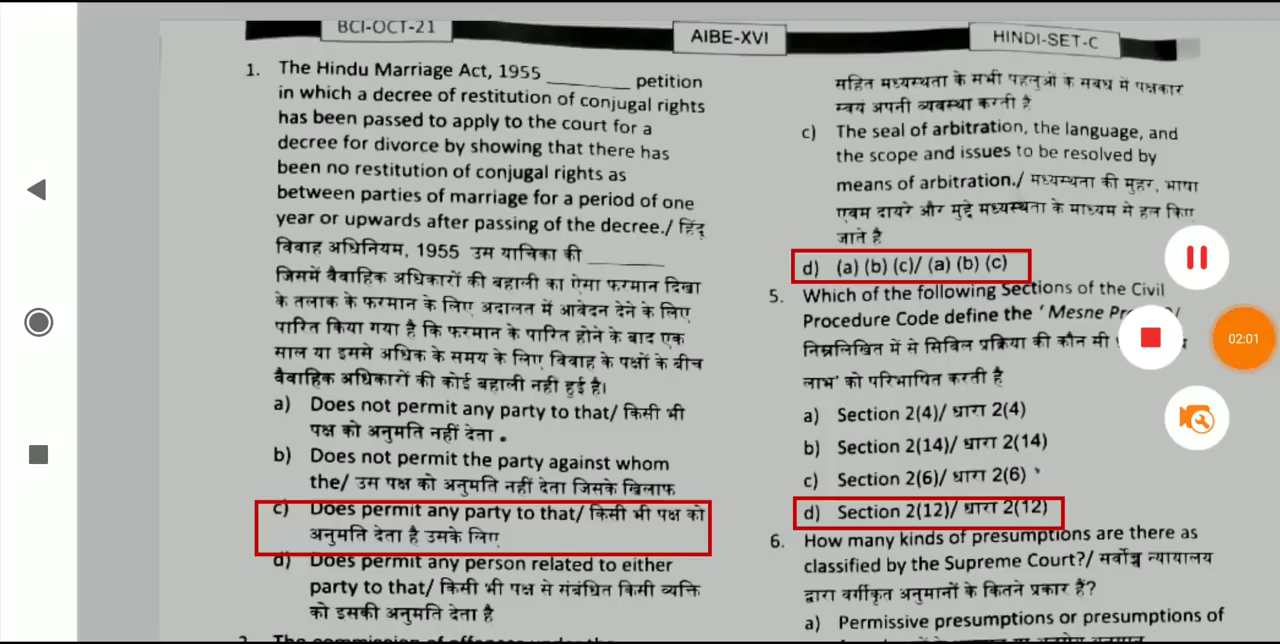 BCI-OCT-21
AIBE-XVI
HINDI-SET-C
1. The Hindu Marriage Act, 1955 ________ petition
in which a decree of restitution of conjugal rights
has been passed to apply to the court for a
decree for divorce by showing that there has
been no restitution of conjugal rights as
between parties of marriage for a period of one
year or upwards after passing of the decree./ हिंदू
विवाह अधिनियम, 1955 उस याचिका की ________
जिसमें वैवाहिक अधिकारों की बहाली का ऐसा फरमान दिखा
के तलाक के फरमान के लिए अदालत में आवेदन देने के लिए
पारित किया गया है कि फरमान के पारित होने के बाद एक
साल या इससे अधिक के समय के लिए विवाह के पक्षों के बीच
वैवाहिक अधिकारों की कोई बहाली नहीं हुई है।
a) Does not permit any party to that/ किसी भी
पक्ष को अनुमति नहीं देता
b) Does not permit the party against whom
the/ उस पक्ष को अनुमति नहीं देता जिसके खिलाफ
c) Does permit any party to that/ किसी भी पक्ष को
अनुमति देता है उसके लिए
d) Does permit any person related to either
party to that/ किसी भी पक्ष से संबंधित किसी व्यक्ति
को इसकी अनुमति देता है
2. The commission of offences under the
सहित मध्यस्थता के सभी पहलुओं के सबध में पक्षकार
स्वयं अपनी व्यवस्था करती है
c) The seal of arbitration, the language, and
the scope and issues to be resolved by
means of arbitration./ मध्यस्थता की मुहर, भाषा
एवम दायरे और मुद्दे मध्यस्थता के माध्यम से हल किए
जाते है
d) (a) (b) (c)/ (a) (b) (c)
5. Which of the following Sections of the Civil
Procedure Code define the ' Mesne
निम्नलिखित में से सिविल प्रक्रिया की कौन सी
लाभ' को परिभाषित करती है
a) Section 2(4)/ धारा 2(4)
b) Section 2(14)/ धारा 2(14)
c) Section 2(6)/ धारा 2(6)
d) Section 2(12)/ धारा 2(12)
6. How many kinds of presumptions are there as
classified by the Supreme Court?/ सर्वोच्च न्यायालय
द्वारा वर्गीकृत अनुमानों के कितने प्रकार हैं?
a) Permissive presumptions or presumptions of
02:01